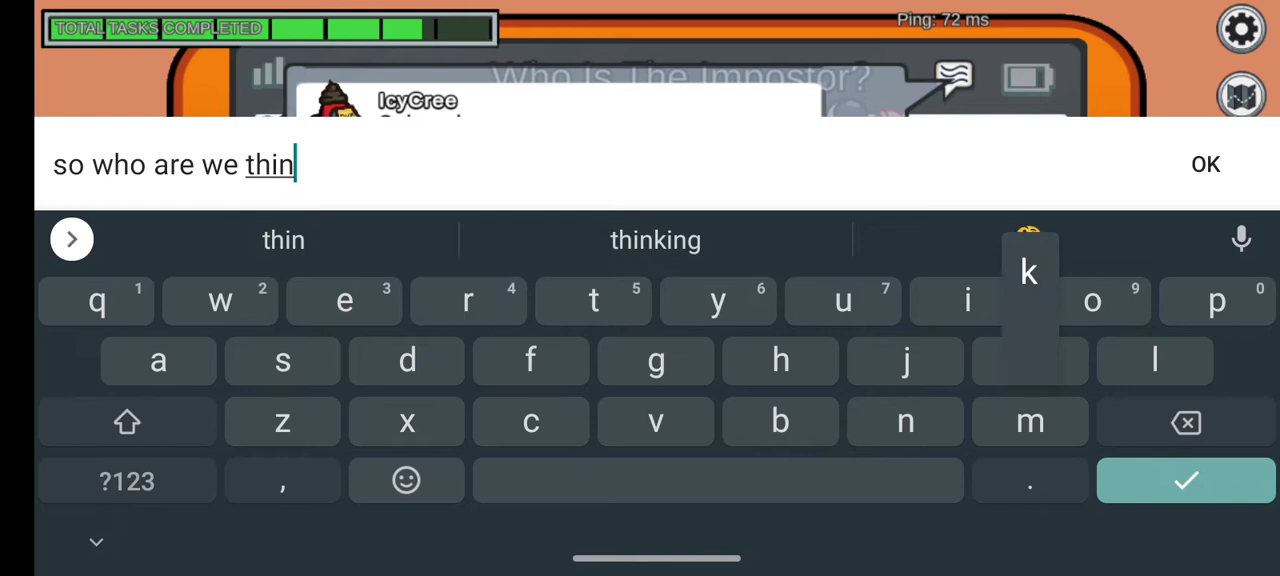 TOTAL TASKS COMPLETED
Ping: 72 ms
Who Is The Impostor?
IcyCree
so who are we thin
OK
thin
thinking
k
q 1 w 2 e 3 r 4 t 5 y 6 u 7 i o 9 p 0
a s d f g h j l
z x c v b n m
?123 , .